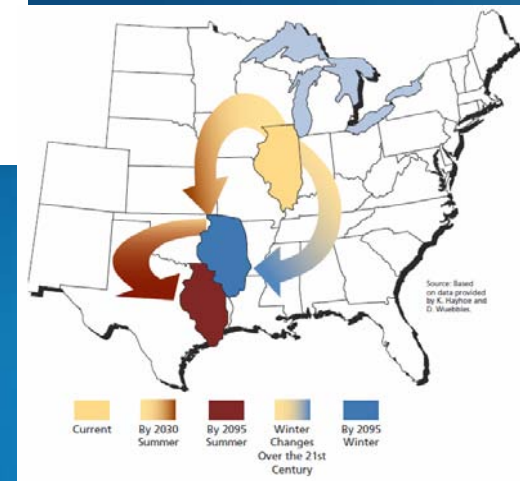 Source: Based
on data provided
by K. Hayhoe and
D. Wuebbles.
Current
By 2030
Summer
By 2095
Summer
Winter
Changes
Over the 21st
Century
By 2095
Winter